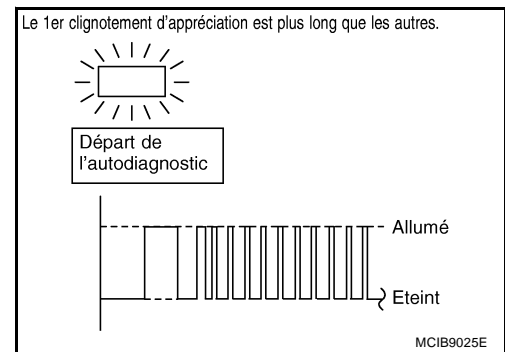 Le 1er clignotement d'appréciation est plus long que les autres.
Départ de
l'autodiagnostic
Allumé
Eteint
MCIB9025E